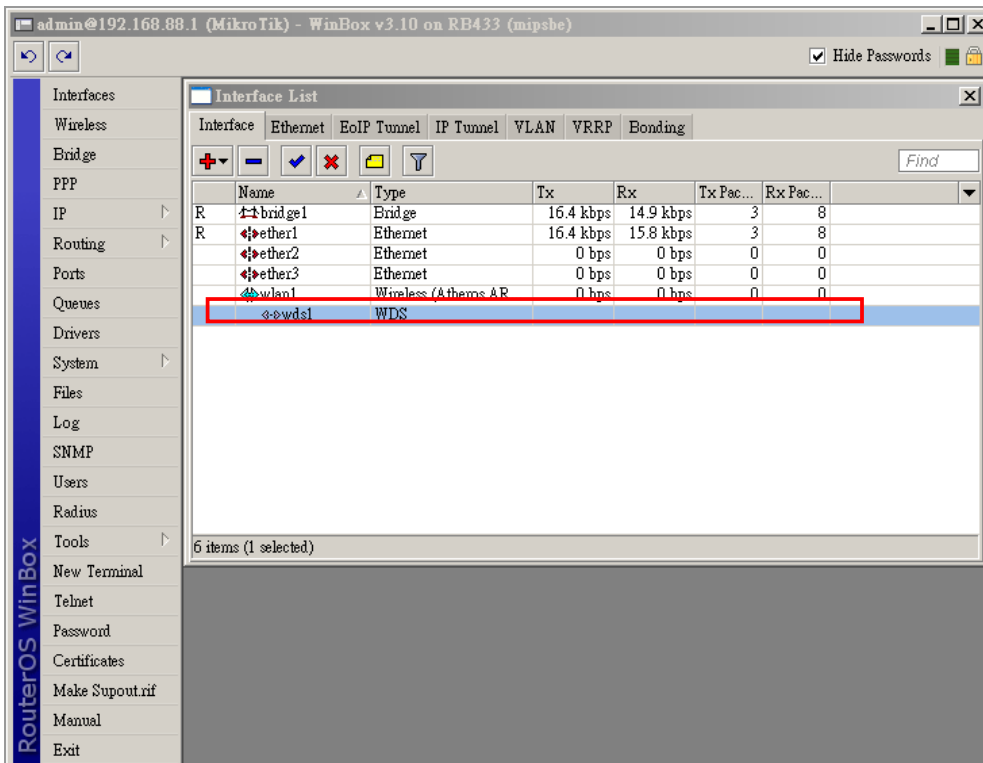 admin@192.168.88.1 (MikroTik) - WinBox v3.10 on RB433 (mipsbe)
Hide Passwords
Interfaces
Wireless
Bridge
PPP
IP
Routing
Ports
Queues
Drivers
System
Files
Log
SNMP
Users
Radius
Tools
New Terminal
Telnet
Password
Certificates
Make Supout.rif
Manual
Exit
RouterOS WinBox
Interface List
Interface Ethernet EoIP Tunnel IP Tunnel VLAN VRRP Bonding
Find
Name Type Tx Rx Tx Pac... Rx Pac...
R bridge1 Bridge 16.4 kbps 14.9 kbps 3 8
R ether1 Ethernet 16.4 kbps 15.8 kbps 3 8
ether2 Ethernet 0 bps 0 bps 0 0
ether3 Ethernet 0 bps 0 bps 0 0
wlan1 Wireless (Atheros AR... 0 bps 0 bps 0 0
wds1 WDS
6 items (1 selected)